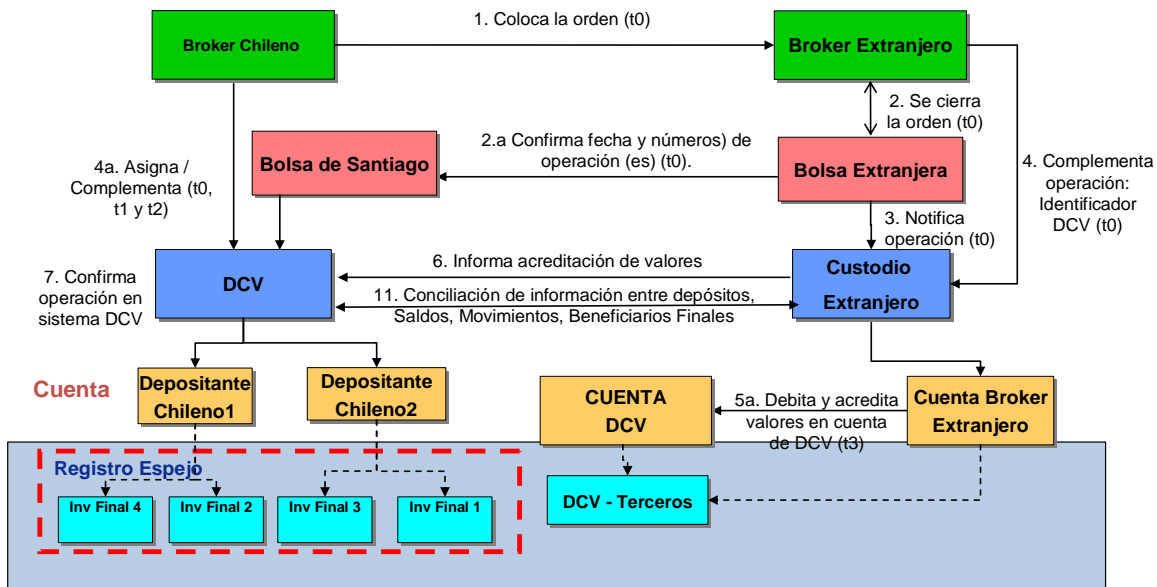 1. Coloca la orden (t0)
Broker Chileno
Broker Extranjero
2. Se cierra
la orden (t0)
2.a Confirma fecha y números) de
operación (es) (t0).
Bolsa de Santiago
Bolsa Extranjera
4a. Asigna /
Complementa (t0,
t1 y t2)
4. Complementa
operación:
Identificador
DCV (t0)
3. Notifica
operación (t0)
7. Confirma
operación en
sistema DCV
DCV
6. Informa acreditación de valores
Custodio
Extranjero
11. Conciliación de información entre depósitos,
Saldos, Movimientos, Beneficiarios Finales
Cuenta
Depositante
Chileno1
Depositante
Chileno2
CUENTA
DCV
5a. Debita y acredita
valores en cuenta
de DCV (t3)
Cuenta Broker
Extranjero
Registro Espejo
Inv Final 4
Inv Final 2
Inv Final 3
Inv Final 1
DCV - Terceros